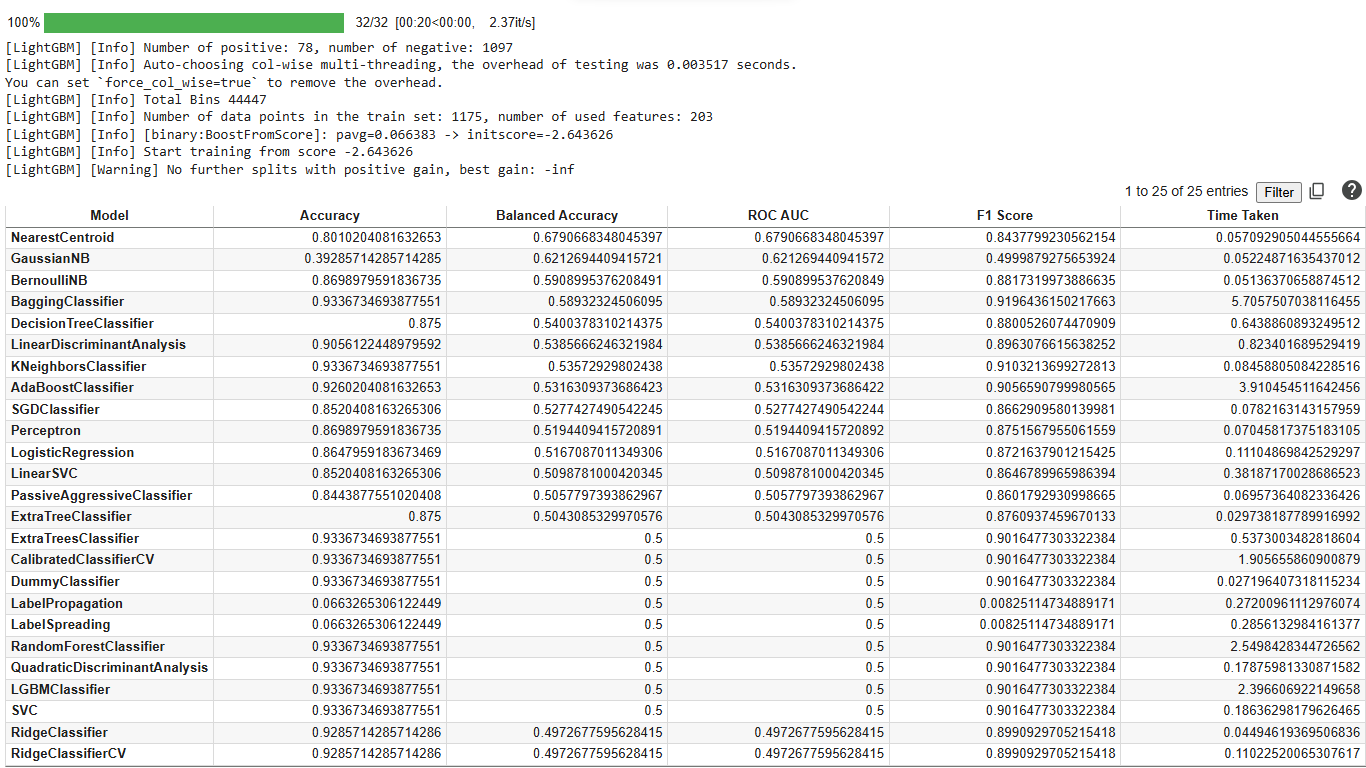 100% 32/32 [00:20<00:00, 2.37it/s]
[LightGBM] [Info] Number of positive: 78, number of negative: 1097
[LightGBM] [Info] Auto-choosing col-wise multi-threading, the overhead of testing was 0.003517 seconds.
You can set `force_col_wise=true` to remove the overhead.
[LightGBM] [Info] Total Bins 44447
[LightGBM] [Info] Number of data points in the train set: 1175, number of used features: 203
[LightGBM] [Info] [binary:BoostFromScore]: pavg=0.066383 -> initscore=-2.643626
[LightGBM] [Info] Start training from score -2.643626
[LightGBM] [Warning] No further splits with positive gain, best gain: -inf
1 to 25 of 25 entries Filter ?
Model Accuracy Balanced Accuracy ROC AUC F1 Score Time Taken
NearestCentroid 0.8010204081632653 0.6790668348045397 0.6790668348045397 0.8437799230562154 0.057092905044555664
GaussianNB 0.39285714285714285 0.6212694409415721 0.621269440941572 0.4999879275653924 0.05224871635437012
BernoulliNB 0.8698979591836735 0.5908995376208491 0.590899537620849 0.8817319973886635 0.05136370658874512
BaggingClassifier 0.9336734693877551 0.58932324506095 0.58932324506095 0.9196436150217663 5.7057507038116455
DecisionTreeClassifier 0.875 0.5400378310214375 0.5400378310214375 0.8800526074470909 0.6438860893249512
LinearDiscriminantAnalysis 0.9056122448979592 0.5385666246321984 0.5385666246321984 0.8963076615638252 0.823401689529419
KNeighborsClassifier 0.9336734693877551 0.53572929802438 0.53572929802438 0.9103213699272813 0.08458805084228516
AdaBoostClassifier 0.9260204081632653 0.5316309373686423 0.5316309373686422 0.9056590799980565 3.910454511642456
SGDClassifier 0.8520408163265306 0.5277427490542245 0.5277427490542244 0.8662909580139981 0.0782163143157959
Perceptron 0.8698979591836735 0.5194409415720891 0.5194409415720892 0.8751567955061559 0.07045817375183105
LogisticRegression 0.8647959183673469 0.5167087011349306 0.5167087011349306 0.8721637901215425 0.11104869842529297
LinearSVC 0.8520408163265306 0.5098781000420345 0.5098781000420345 0.8646789965986394 0.38187170028686523
PassiveAggressiveClassifier 0.8443877551020408 0.5057797393862967 0.5057797393862967 0.8601792930998665 0.06957364082336426
ExtraTreeClassifier 0.875 0.5043085329970576 0.5043085329970576 0.8760937459670133 0.029738187789916992
ExtraTreesClassifier 0.9336734693877551 0.5 0.5 0.9016477303322384 0.5373003482818604
CalibratedClassifierCV 0.9336734693877551 0.5 0.5 0.9016477303322384 1.905655860900879
DummyClassifier 0.9336734693877551 0.5 0.5 0.9016477303322384 0.027196407318115234
LabelPropagation 0.0663265306122449 0.5 0.5 0.00825114734889171 0.27200961112976074
LabelSpreading 0.0663265306122449 0.5 0.5 0.00825114734889171 0.2856132984161377
RandomForestClassifier 0.9336734693877551 0.5 0.5 0.9016477303322384 2.5498428344726562
QuadraticDiscriminantAnalysis 0.9336734693877551 0.5 0.5 0.9016477303322384 0.17875981330871582
LGBMClassifier 0.9336734693877551 0.5 0.5 0.9016477303322384 2.396606922149658
SVC 0.9336734693877551 0.5 0.5 0.9016477303322384 0.18636298179626465
RidgeClassifier 0.9285714285714286 0.4972677595628415 0.4972677595628415 0.8990929705215418 0.04494619369506836
RidgeClassifierCV 0.9285714285714286 0.4972677595628415 0.4972677595628415 0.8990929705215418 0.11022520065307617